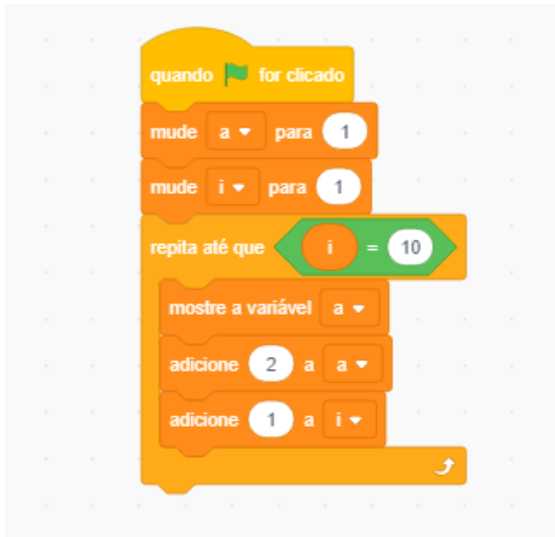 quando for clicado
mude a para 1
mude i para 1
repita até que i = 10
mostre a variável a
adicione 2 a a
adicione 1 a i